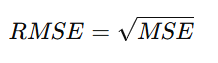 RMSE = √MSE